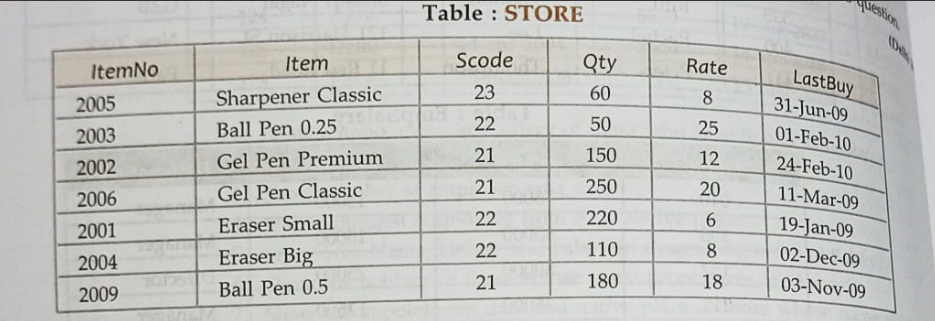 Table : STORE
question.
ItemNo Item Scode Qty Rate LastBuy
2005 Sharpener Classic 23 60 8 31-Jun-09
2003 Ball Pen 0.25 22 50 25 01-Feb-10
2002 Gel Pen Premium 21 150 12 24-Feb-10
2006 Gel Pen Classic 21 250 20 11-Mar-09
2001 Eraser Small 22 220 6 19-Jan-09
2004 Eraser Big 22 110 8 02-Dec-09
2009 Ball Pen 0.5 21 180 18 03-Nov-09